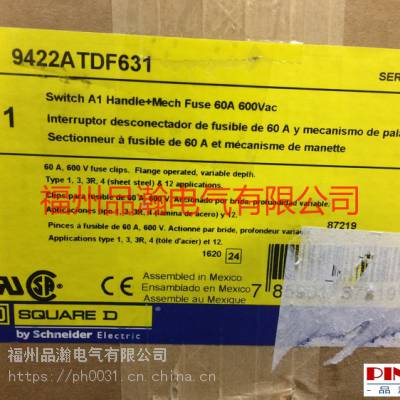 9422ATDF631
SER
1
Switch A1 Handle+Mech Fuse 60A 600Vac
Interruptor desconectador de fusible de 60 A y mecanismo de pala
Sectionneur à fusible de 60 A et mécanisme de manette
60 A, 600 V fuse clips. Flange operated, variable depth.
Type 1, 3, 3R, 4 (sheet steel) & 12 applications.
Clips para fusible de 60 A, 600 V. Accionado por brida, profundidad variable.
Aplicaciones tipo 1, 3, 3R, 4 (lámina de acero) y 12.
Pinces à fusible de 60 A, 600 V. Actionné par bride, profondeur variable.
Applications type 1, 3, 3R, 4 (tôle d'acier) et 12.
福州品瀚电气有限公司
87219
1620 24
Assembled in Mexico
Ensamblado en Mexico
Assemblé au Mexique
SQUARE D
by Schneider Electric
福州品瀚电气有限公司
https://ph0031.cn.china.cn
PIN